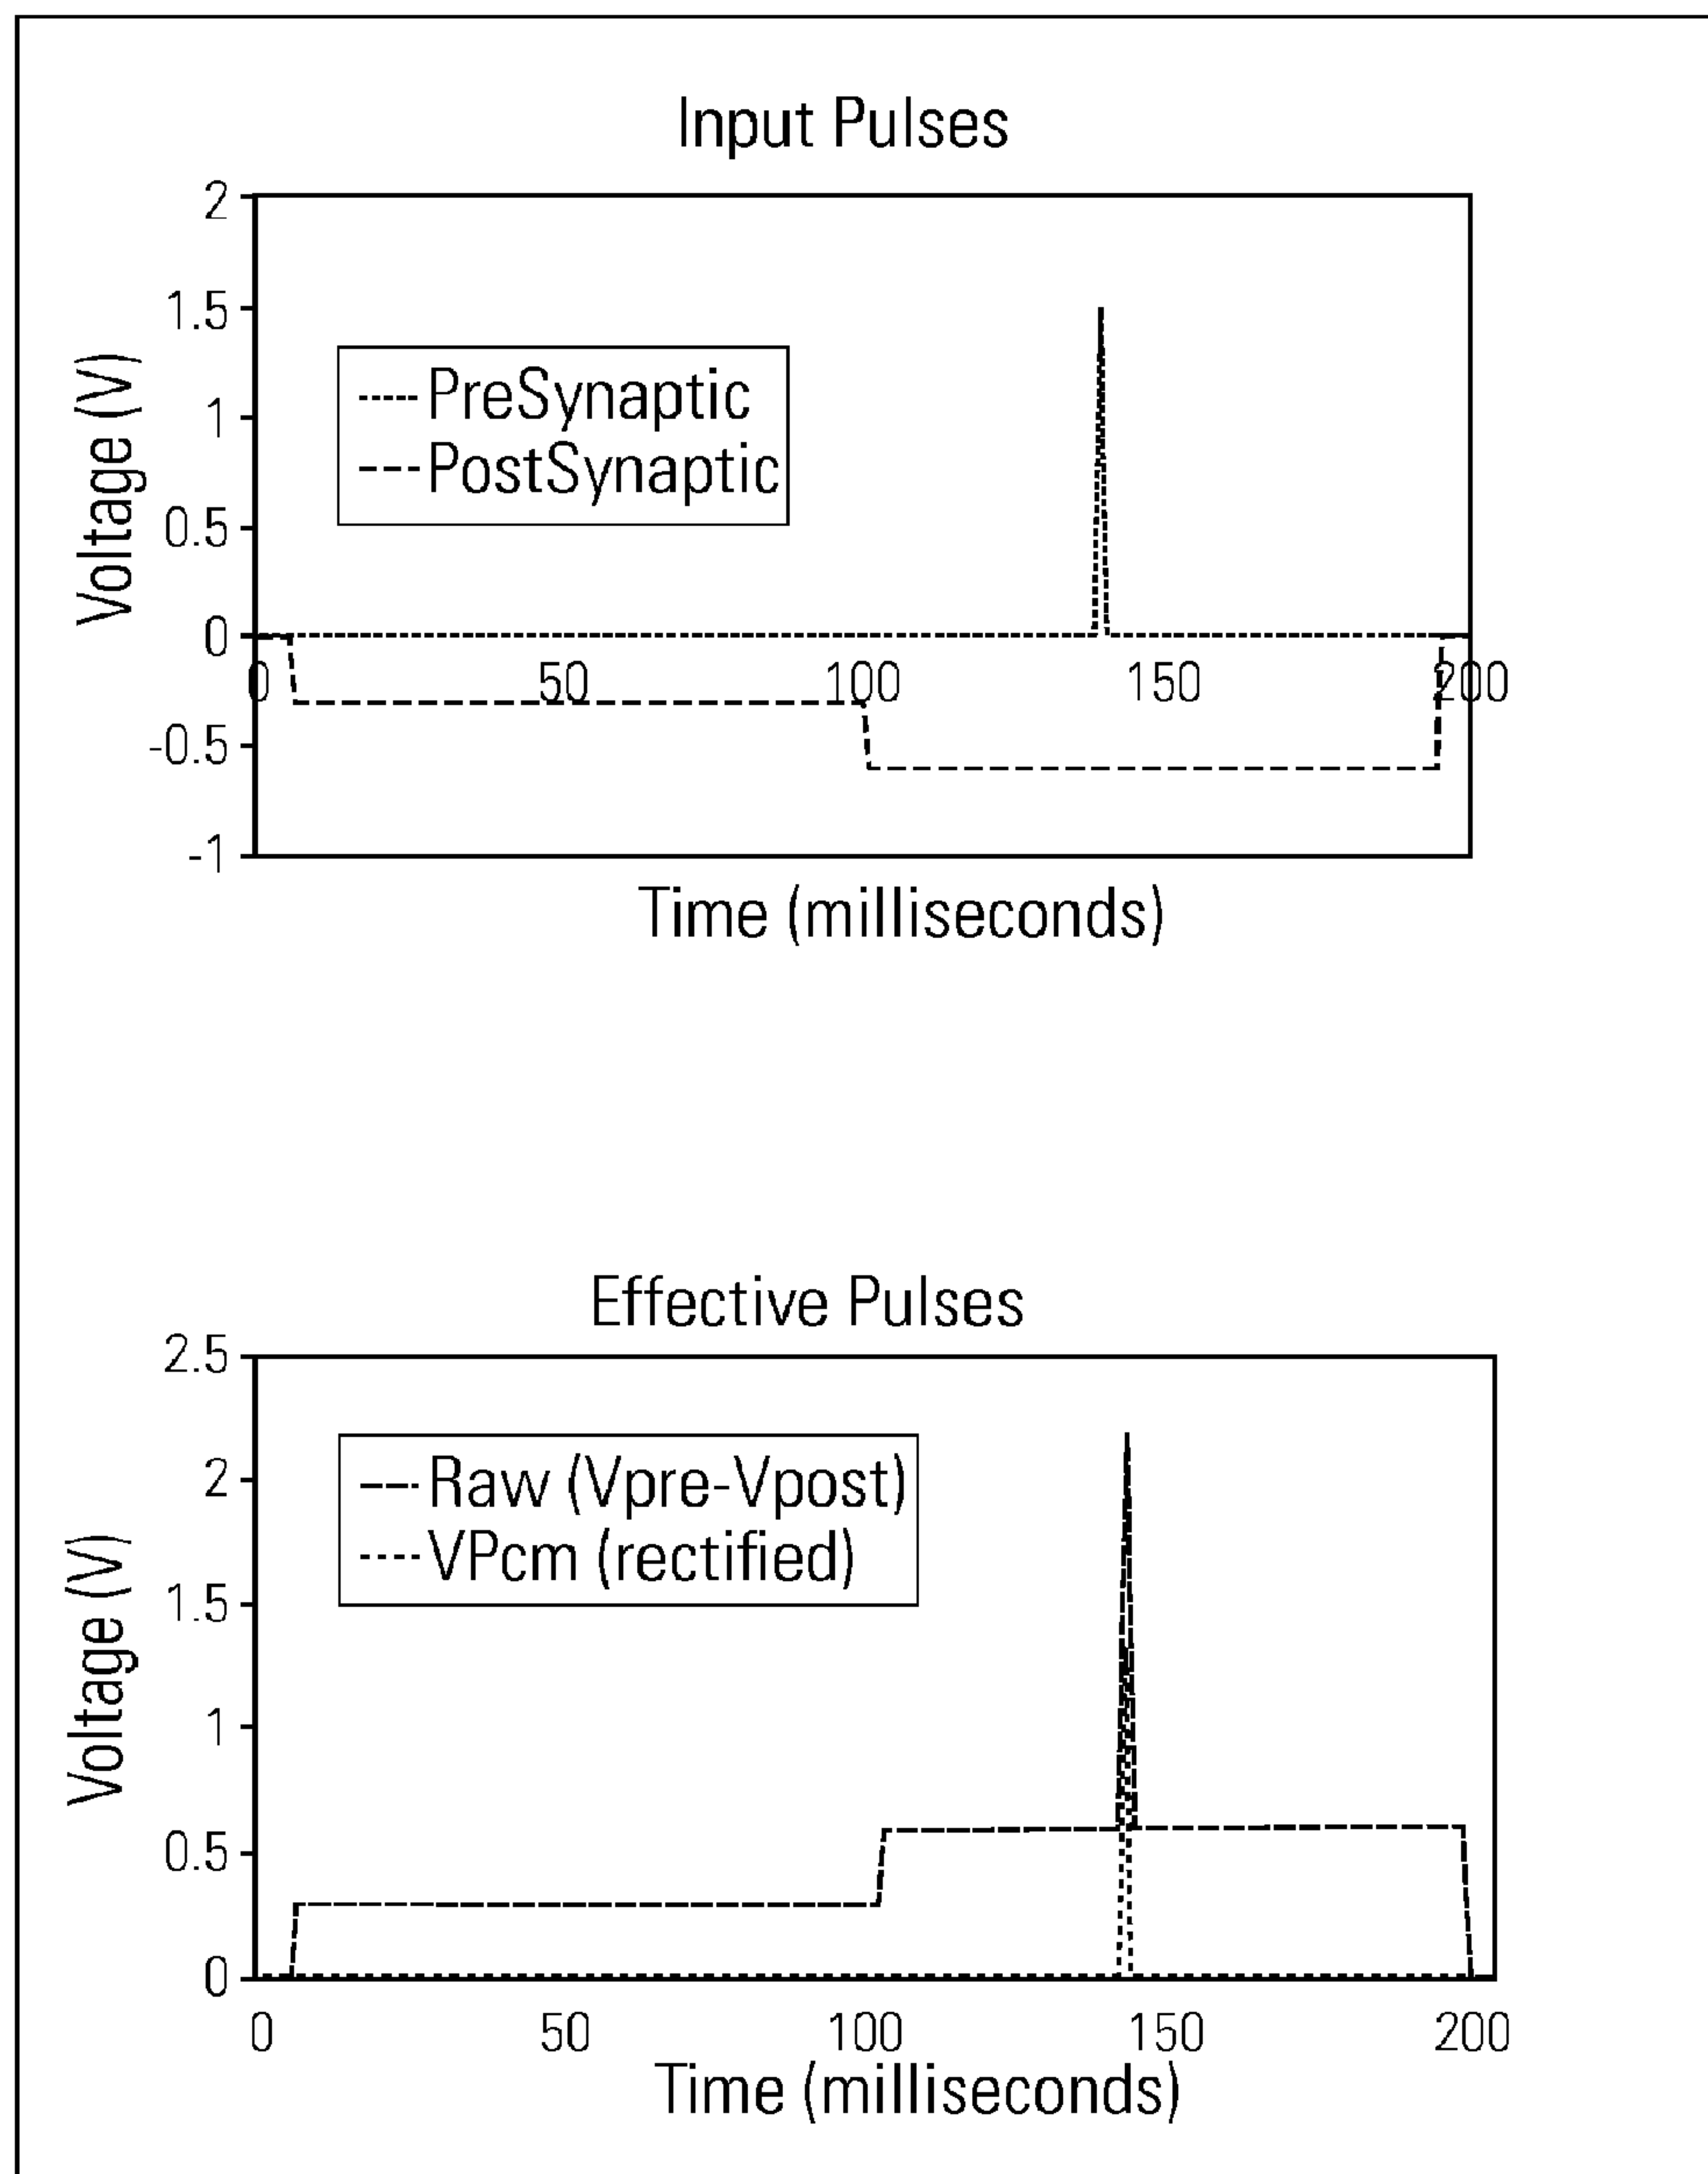 Input Pulses
2
1.5
1
0.5
0
-0.5
-1
Voltage (V)
PreSynaptic
PostSynaptic
0 50 100 150 200
Time (milliseconds)
Effective Pulses
2.5
2
1.5
1
0.5
0
Voltage (V)
Raw (Vpre-Vpost)
VPcm (rectified)
0 50 100 150 200
Time (milliseconds)